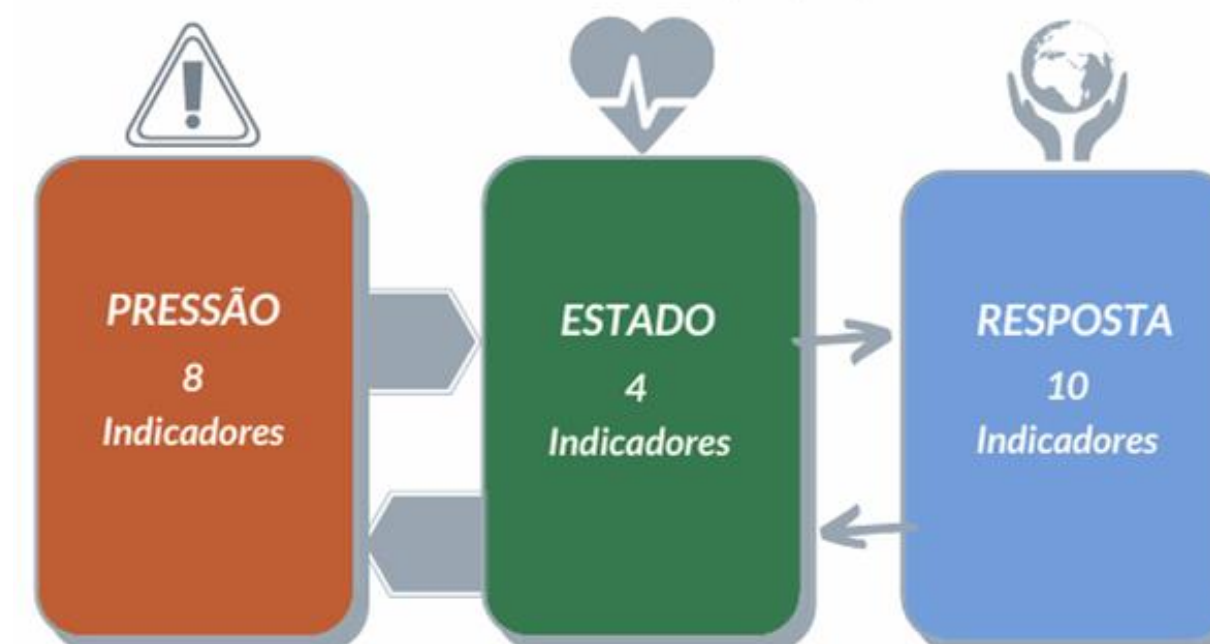 PRESSÃO
8
Indicadores
ESTADO
4
Indicadores
RESPOSTA
10
Indicadores